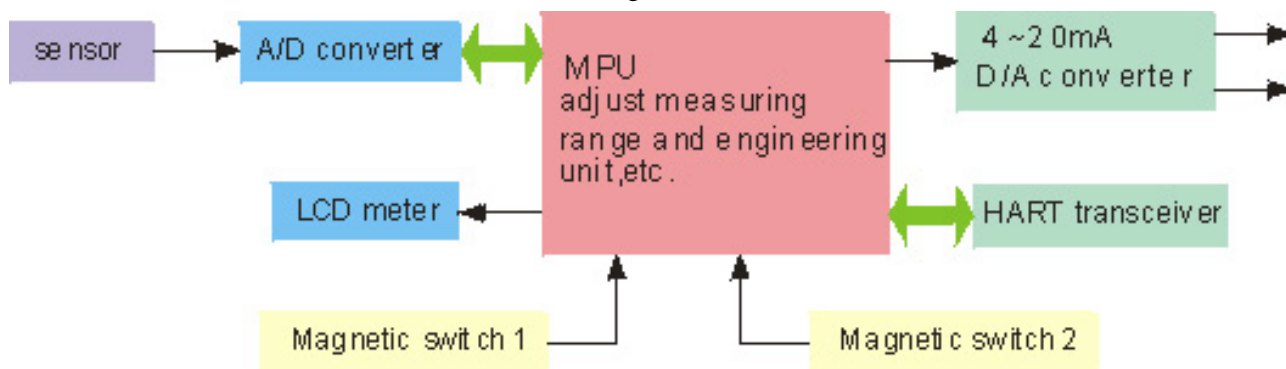 sensor
A/D converter
MPU
adjust measuring
range and engineering
unit,etc.
4~20mA
D/A converter
LCD meter
HART transceiver
Magnetic switch 1
Magnetic switch 2